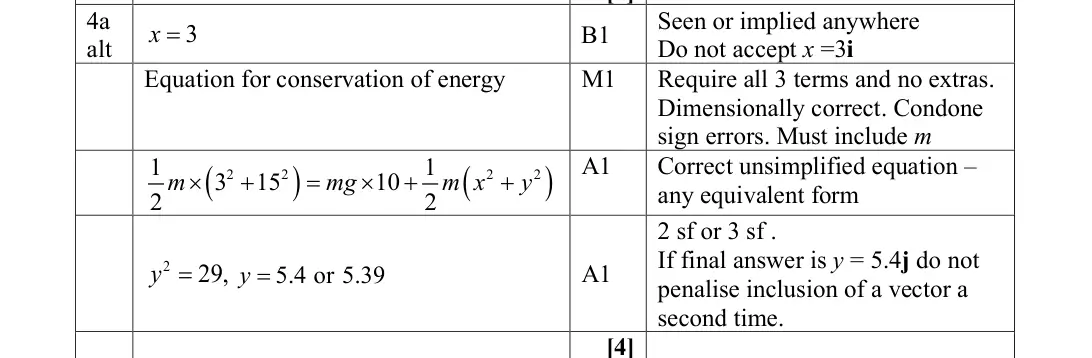 4a
alt
x = 3
B1
Seen or implied anywhere
Do not accept x =3i
Equation for conservation of energy
M1
Require all 3 terms and no extras.
Dimensionally correct. Condone
sign errors. Must include m
1/2 m × (3² + 15²) = mg × 10 + 1/2 m (x² + y²)
A1
Correct unsimplified equation –
any equivalent form
y² = 29, y = 5.4 or 5.39
A1
2 sf or 3 sf .
If final answer is y = 5.4j do not
penalise inclusion of a vector a
second time.
[4]